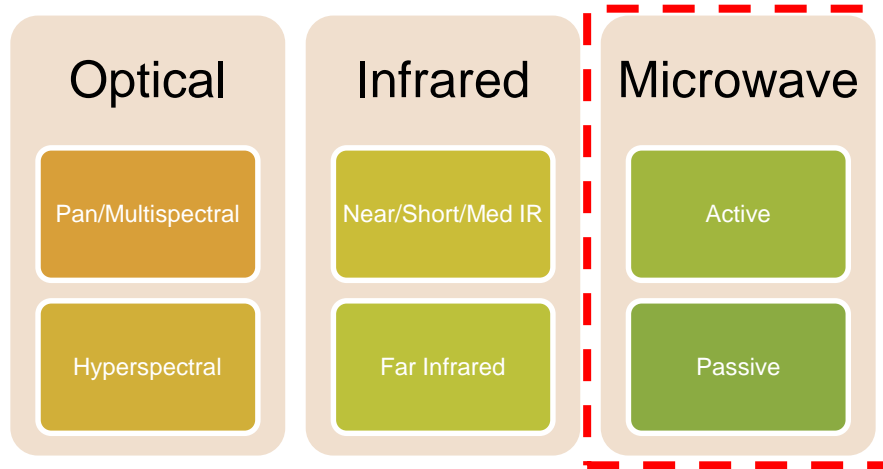 Optical
Pan/Multispectral
Hyperspectral
Infrared
Near/Short/Med IR
Far Infrared
Microwave
Active
Passive